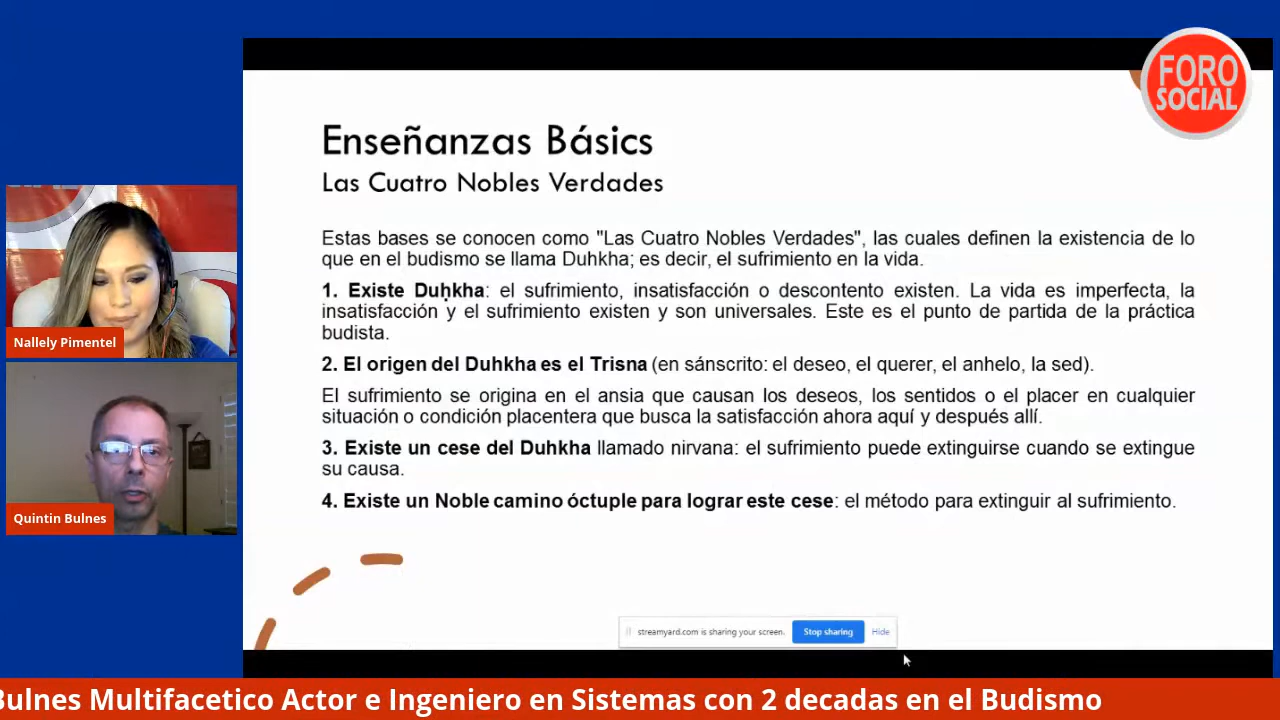 FORO
SOCIAL
Enseñanzas Básics
Las Cuatro Nobles Verdades
Estas bases se conocen como "Las Cuatro Nobles Verdades", las cuales definen la existencia de lo
que en el budismo se llama Duhkha; es decir, el sufrimiento en la vida.
1. Existe Duḥkha: el sufrimiento, insatisfacción o descontento existen. La vida es imperfecta, la
insatisfacción y el sufrimiento existen y son universales. Este es el punto de partida de la práctica
budista.
2. El origen del Duhkha es el Trisna (en sánscrito: el deseo, el querer, el anhelo, la sed).
El sufrimiento se origina en el ansia que causan los deseos, los sentidos o el placer en cualquier
situación o condición placentera que busca la satisfacción ahora aquí y después allí.
3. Existe un cese del Duhkha llamado nirvana: el sufrimiento puede extinguirse cuando se extingue
su causa.
4. Existe un Noble camino óctuple para lograr este cese: el método para extinguir al sufrimiento.
Nallely Pimentel
Quintin Bulnes
streamyard.com is sharing your screen.
Stop sharing
Hide
Bulnes Multifacetico Actor e Ingeniero en Sistemas con 2 decadas en el Budismo